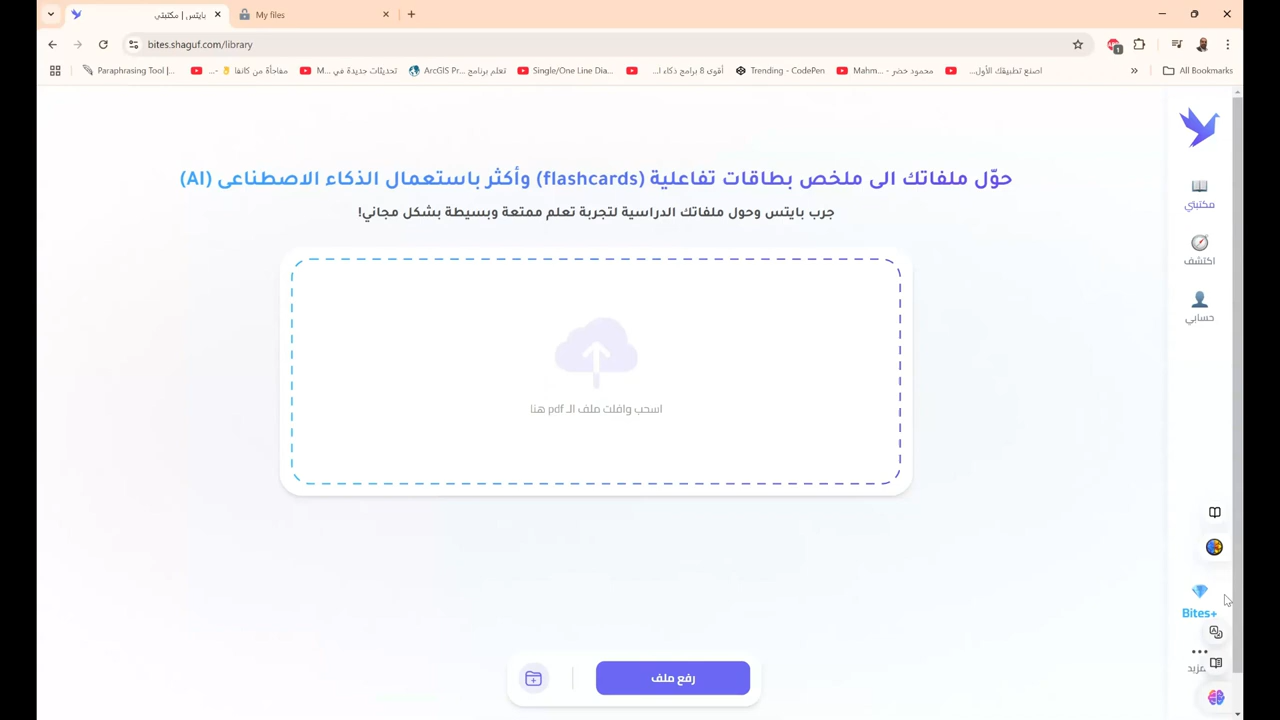 بايتس | مكتبتي
My files
bites.shaguf.com/library
Paraphrasing Tool |...
مفاجأة من كانفا ✌ -...
تحديثات جديدة في M...
تعلم برنامج ArcGIS Pr...
Single/One Line Dia...
أقوى 8 برامج ذكاء ا...
Trending - CodePen
محمود خضر - Mahm...
اصنع تطبيقك الأول...
All Bookmarks
حوّل ملفاتك الى ملخص بطاقات تفاعلية (flashcards) وأكثر باستعمال الذكاء الاصطناعي (AI)
جرب بايتس وحول ملفاتك الدراسية لتجربة تعلم ممتعة وبسيطة بشكل مجاني!
اسحب وافلت ملف الـ pdf هنا
رفع ملف
مكتبتي
اكتشف
حسابي
Bites+